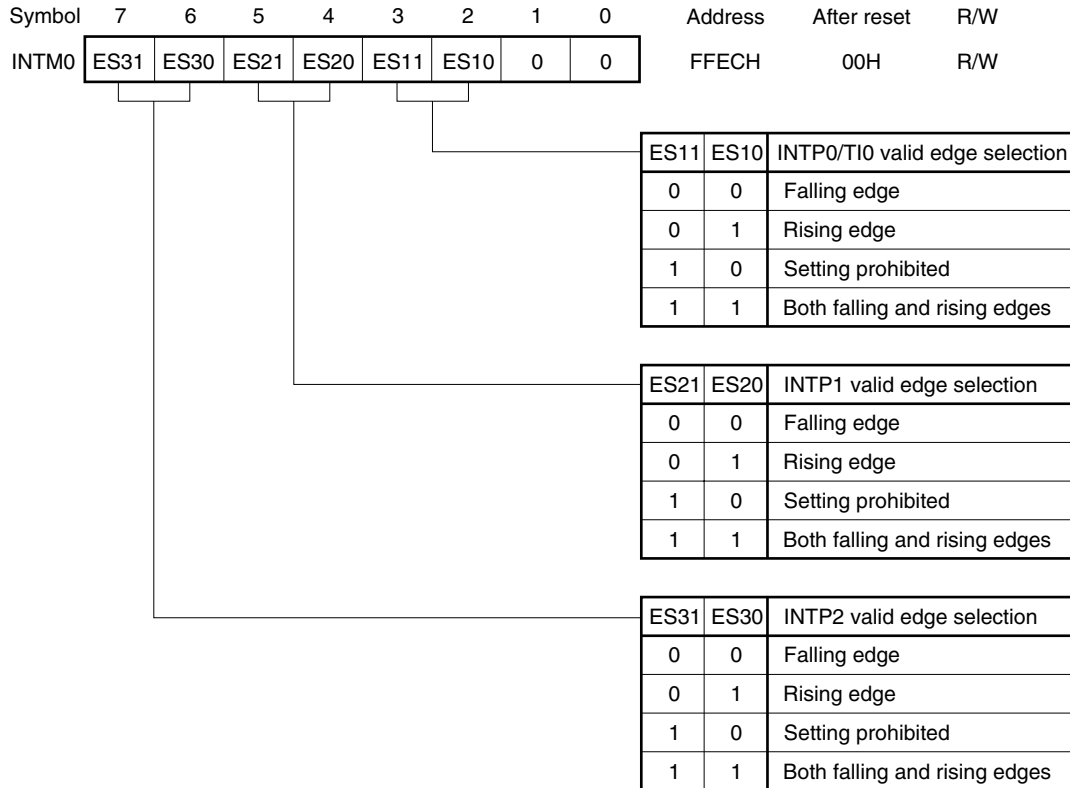 Symbol 7 6 5 4 3 2 1 0 Address After reset R/W
INTM0 ES31 ES30 ES21 ES20 ES11 ES10 0 0 FFECH 00H R/W
ES11 ES10 INTP0/TI0 valid edge selection
0 0 Falling edge
0 1 Rising edge
1 0 Setting prohibited
1 1 Both falling and rising edges
ES21 ES20 INTP1 valid edge selection
0 0 Falling edge
0 1 Rising edge
1 0 Setting prohibited
1 1 Both falling and rising edges
ES31 ES30 INTP2 valid edge selection
0 0 Falling edge
0 1 Rising edge
1 0 Setting prohibited
1 1 Both falling and rising edges